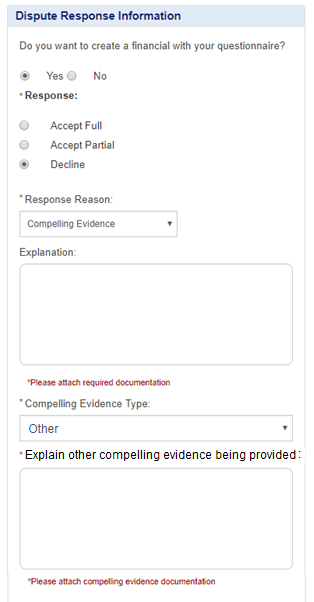 Dispute Response Information
Do you want to create a financial with your questionnaire?
Yes No
* Response:
Accept Full
Accept Partial
Decline
* Response Reason:
Compelling Evidence
Explanation:
*Please attach required documentation
* Compelling Evidence Type:
Other
* Explain other compelling evidence being provided :
*Please attach compelling evidence documentation